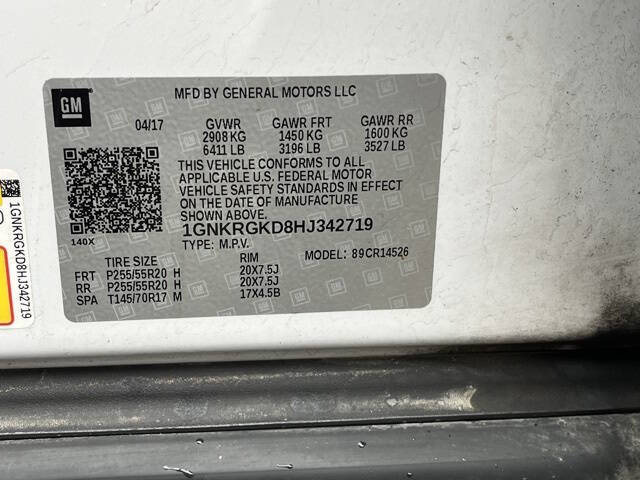 GM
MFD BY GENERAL MOTORS LLC
04/17 GVWR GAWR FRT GAWR RR
2908 KG 1450 KG 1600 KG
6411 LB 3196 LB 3527 LB
THIS VEHICLE CONFORMS TO ALL
APPLICABLE U.S. FEDERAL MOTOR
VEHICLE SAFETY STANDARDS IN EFFECT
ON THE DATE OF MANUFACTURE
SHOWN ABOVE.
1GNKRGKD8HJ342719
140X TYPE: M.P.V.
MODEL: 89CR14526
TIRE SIZE RIM
FRT P255/55R20 H 20X7.5J
RR P255/55R20 H 20X7.5J
SPA T145/70R17 M 17X4.5B
1GNKRGKD8HJ342719